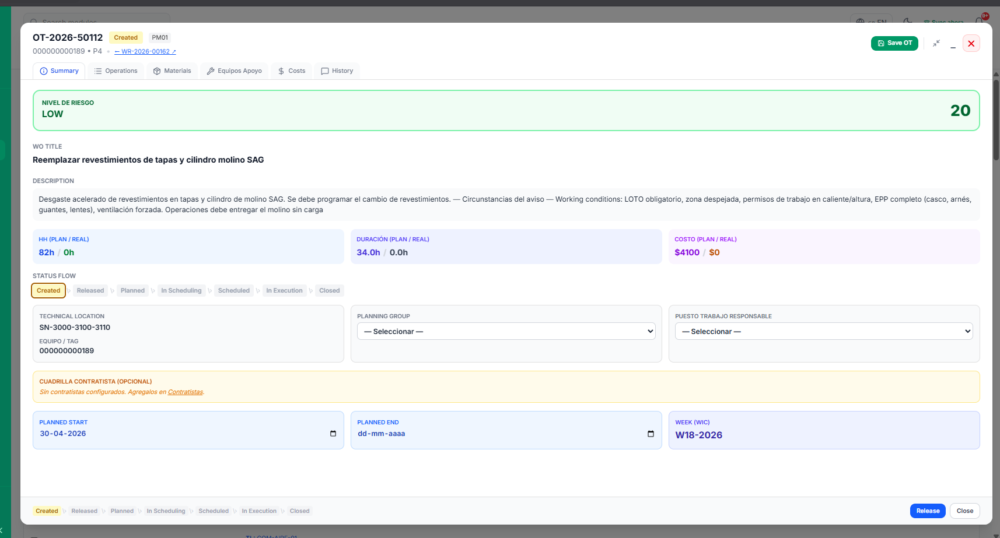 Search modules
es EN
Sync ahora
9+
OT-2026-50112 Created PM01
000000000189 • P4 • ← WR-2026-00162 ↗
Save OT
Summary Operations Materials Equipos Apoyo Costs History
NIVEL DE RIESGO
LOW
20
WO TITLE
Reemplazar revestimientos de tapas y cilindro molino SAG
DESCRIPTION
Desgaste acelerado de revestimientos en tapas y cilindro de molino SAG. Se debe programar el cambio de revestimientos. — Circunstancias del aviso — Working conditions: LOTO obligatorio, zona despejada, permisos de trabajo en caliente/altura, EPP completo (casco, arnés,
guantes, lentes), ventilación forzada. Operaciones debe entregar el molino sin carga
HH (PLAN / REAL)
82h / 0h
DURACIÓN (PLAN / REAL)
34.0h / 0.0h
COSTO (PLAN / REAL)
$4100 / $0
STATUS FLOW
Created Released Planned In Scheduling Scheduled In Execution Closed
TECHNICAL LOCATION
SN-3000-3100-3110
EQUIPO / TAG
000000000189
PLANNING GROUP
— Seleccionar —
PUESTO TRABAJO RESPONSABLE
— Seleccionar —
CUADRILLA CONTRATISTA (OPCIONAL)
Sin contratistas configurados. Agregalos en Contratistas.
PLANNED START
30-04-2026
PLANNED END
dd-mm-aaaa
WEEK (WIC)
W18-2026
Created Released Planned In Scheduling Scheduled In Execution Closed
Release Close